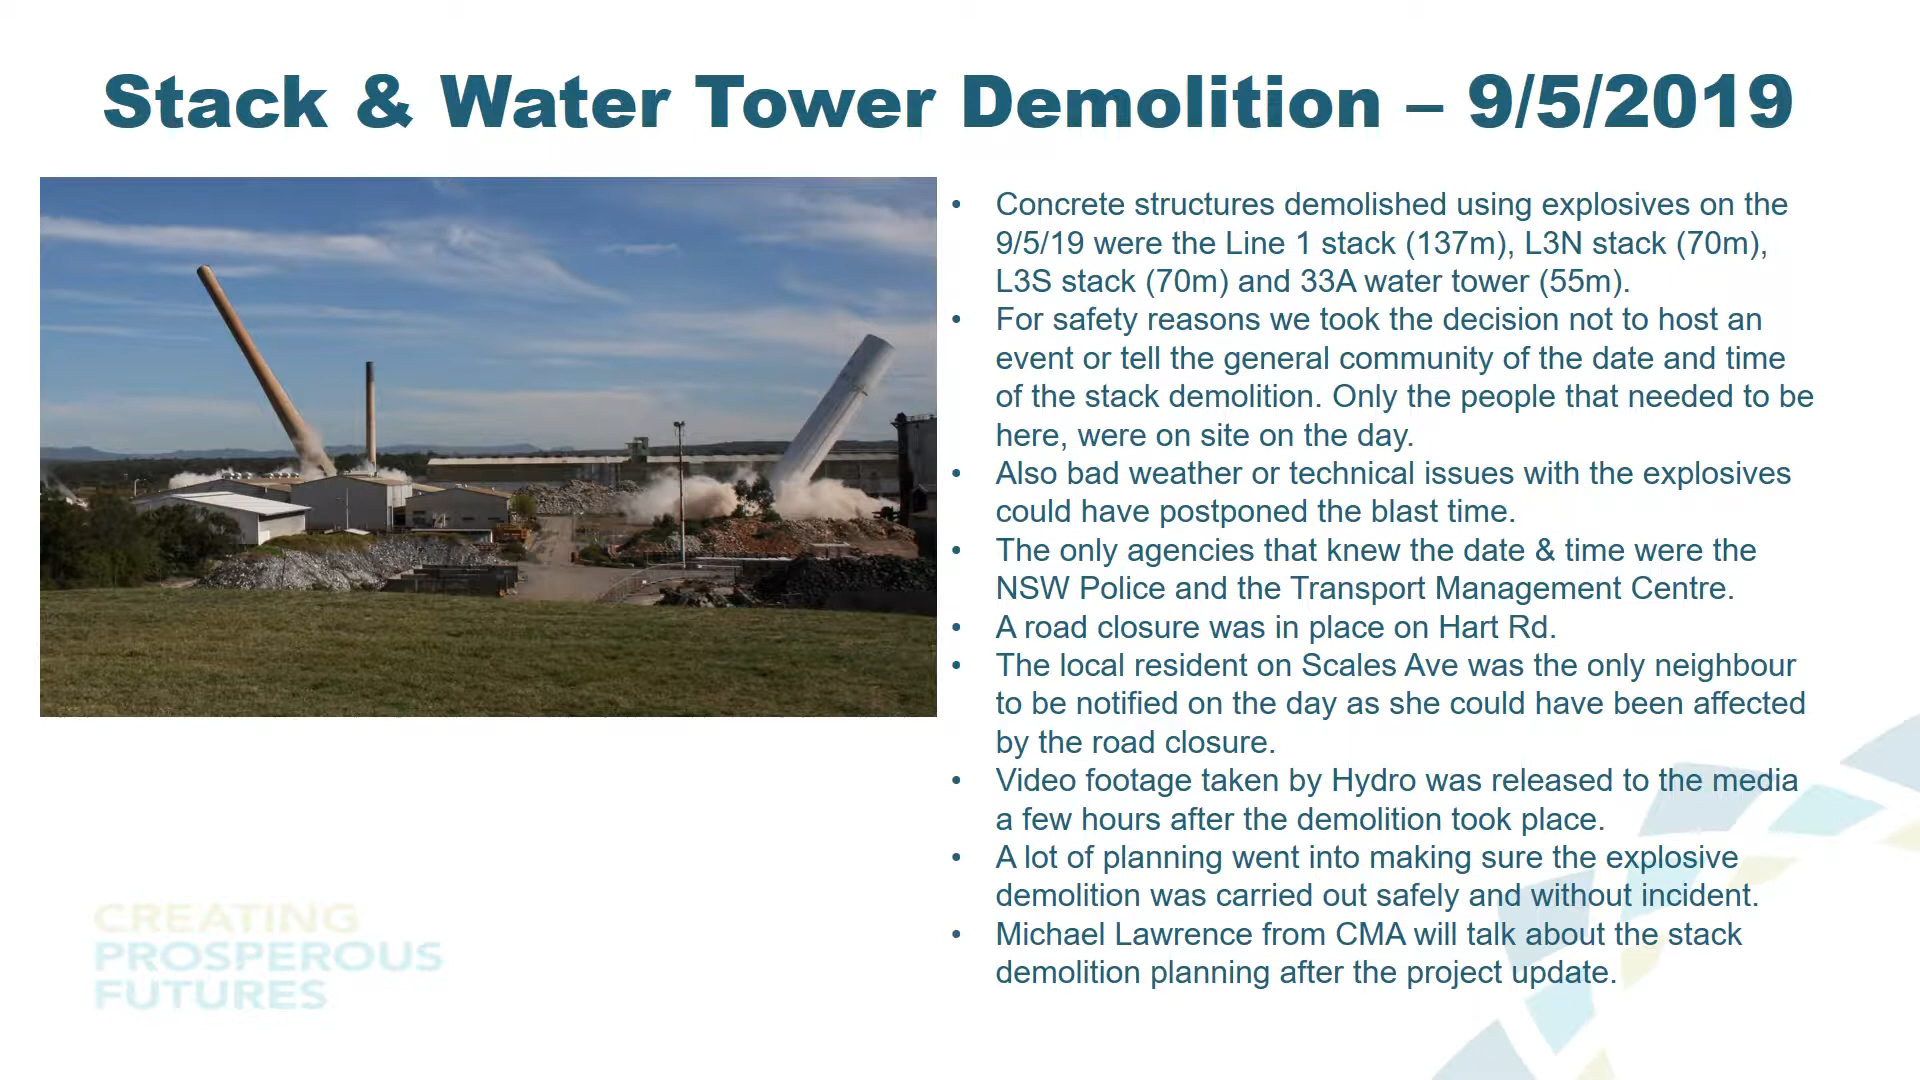 Stack & Water Tower Demolition – 9/5/2019
• Concrete structures demolished using explosives on the
9/5/19 were the Line 1 stack (137m), L3N stack (70m),
L3S stack (70m) and 33A water tower (55m).
• For safety reasons we took the decision not to host an
event or tell the general community of the date and time
of the stack demolition. Only the people that needed to be
here, were on site on the day.
• Also bad weather or technical issues with the explosives
could have postponed the blast time.
• The only agencies that knew the date & time were the
NSW Police and the Transport Management Centre.
• A road closure was in place on Hart Rd.
• The local resident on Scales Ave was the only neighbour
to be notified on the day as she could have been affected
by the road closure.
• Video footage taken by Hydro was released to the media
a few hours after the demolition took place.
• A lot of planning went into making sure the explosive
demolition was carried out safely and without incident.
• Michael Lawrence from CMA will talk about the stack
demolition planning after the project update.
CREATING
PROSPEROUS
FUTURES